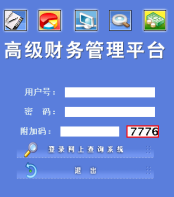 高级财务管理平台
用户号：
密 码：
附加码： 7776
登录网上查询系统
退 出